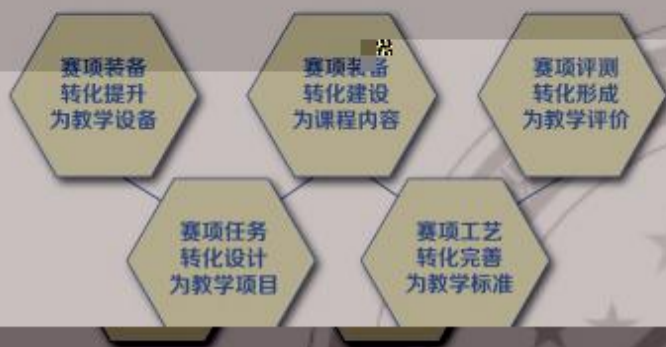 赛项装备
转化提升
为教学设备
赛项装备
转化建设
为课程内容
赛项评测
转化形成
为教学评价
赛项任务
转化设计
为教学项目
赛项工艺
转化完善
为教学标准